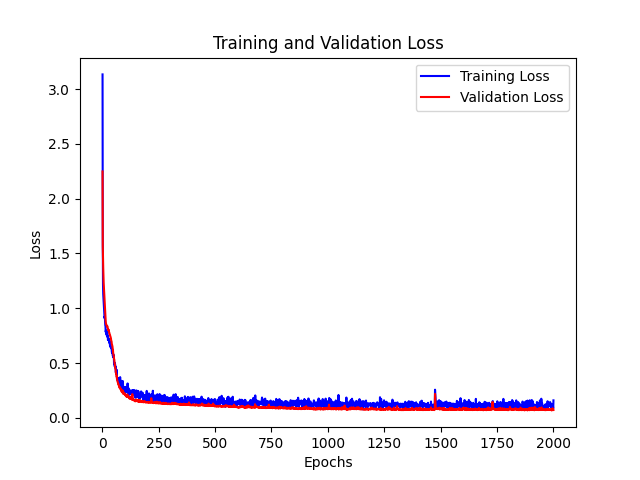 Training and Validation Loss
Training Loss
Validation Loss
3.0
2.5
2.0
1.5
1.0
0.5
0.0
Loss
0 250 500 750 1000 1250 1500 1750 2000
Epochs